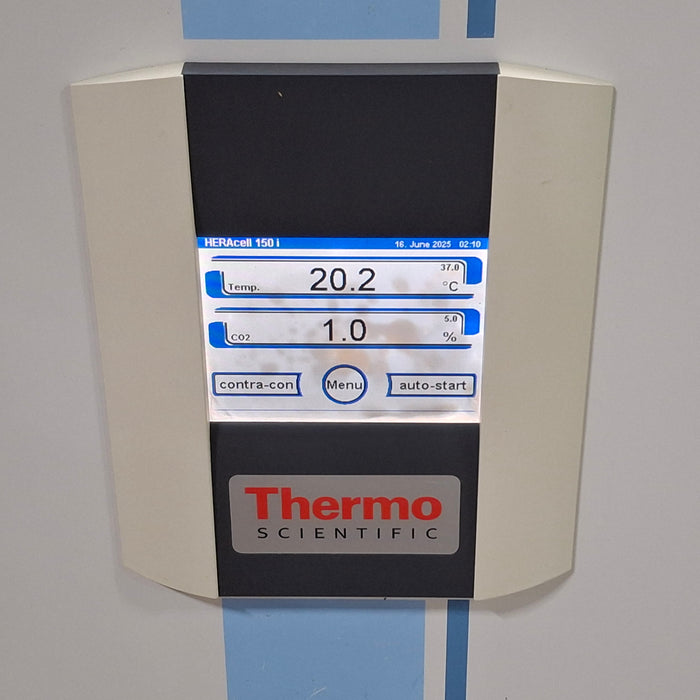 HERAcell 150 i 16. June 2025 02:10
37.0
Temp. 20.2 °C
5.0
CO2 1.0 %
contra-con Menu auto-start
Thermo
SCIENTIFIC